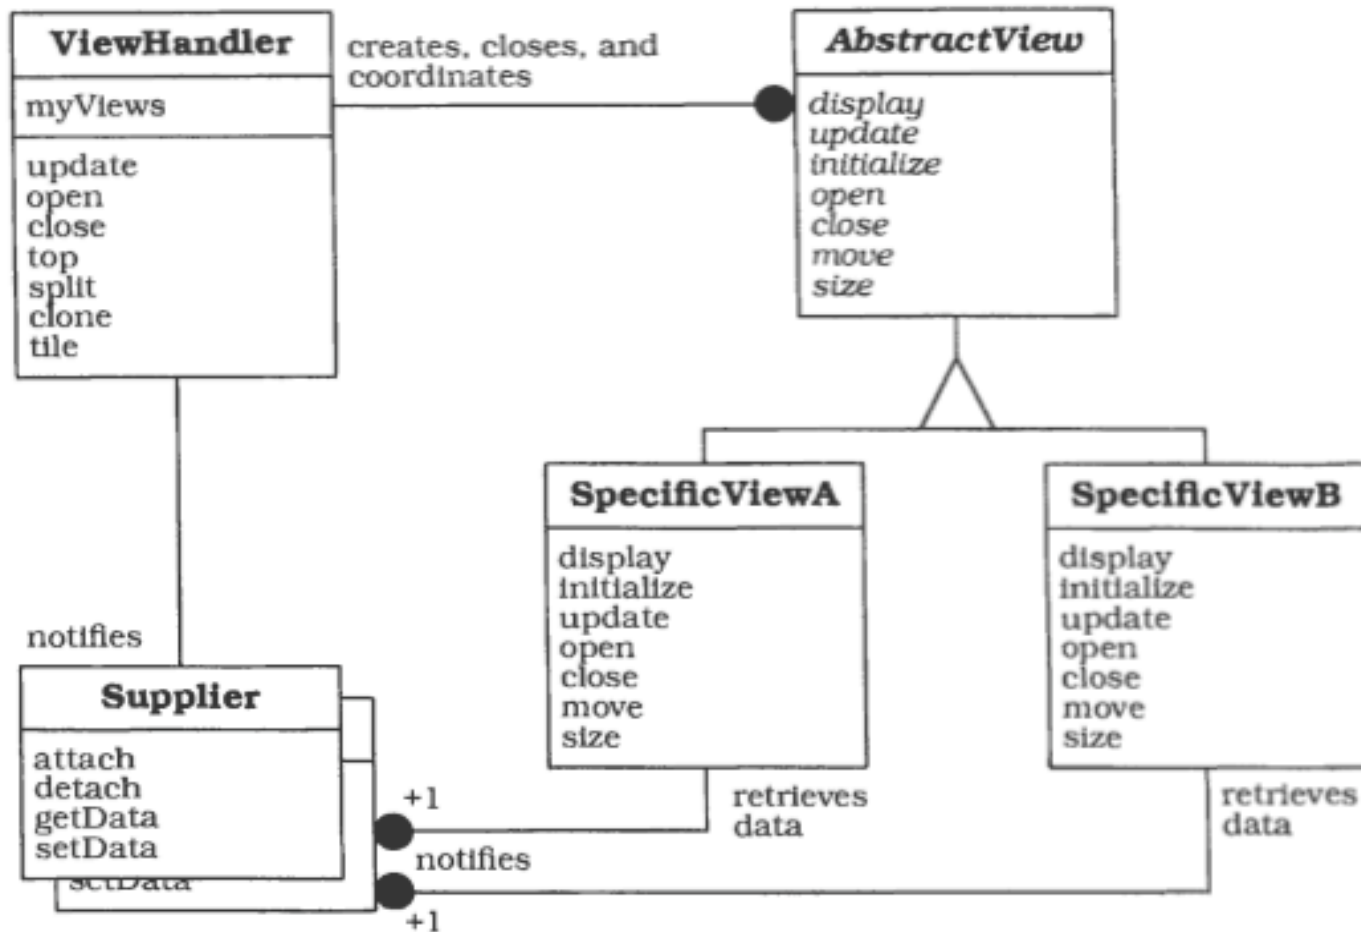 ViewHandler
myViews
update
open
close
top
split
clone
tile
creates, closes, and
coordinates
AbstractView
display
update
initialize
open
close
move
size
SpecificViewA
display
initialize
update
open
close
move
size
SpecificViewB
display
initialize
update
open
close
move
size
notifies
Supplier
attach
detach
getData
setData
setData
+1
retrieves
data
notifies
+1
retrieves
data